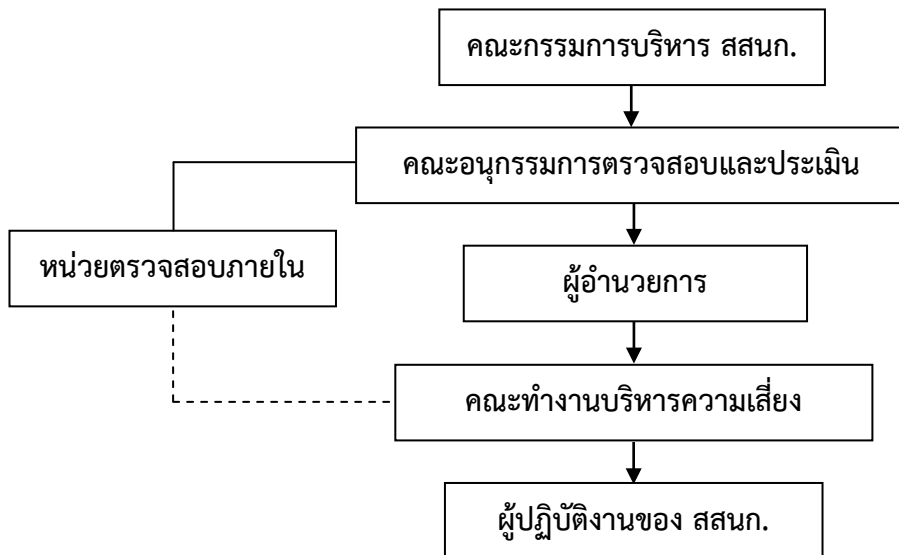 คณะกรรมการบริหาร สสนก.
คณะอนุกรรมการตรวจสอบและประเมิน
หน่วยตรวจสอบภายใน
ผู้อำนวยการ
คณะทำงานบริหารความเสี่ยง
ผู้ปฏิบัติงานของ สสนก.